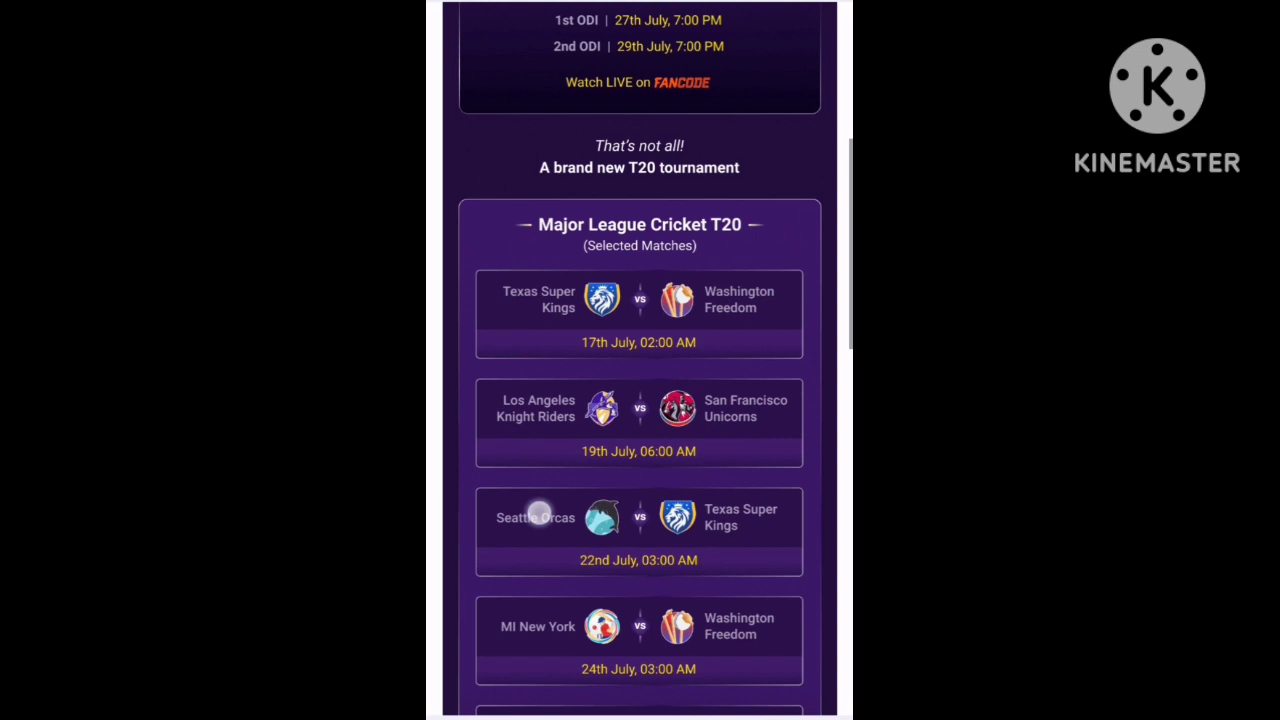 1st ODI | 27th July, 7:00 PM
2nd ODI | 29th July, 7:00 PM
Watch LIVE on FANCODE
That's not all!
A brand new T20 tournament
Major League Cricket T20
(Selected Matches)
Texas Super Kings vs Washington Freedom
17th July, 02:00 AM
Los Angeles Knight Riders vs San Francisco Unicorns
19th July, 06:00 AM
Seattle Orcas vs Texas Super Kings
22nd July, 03:00 AM
MI New York vs Washington Freedom
24th July, 03:00 AM
K
KINEMASTER